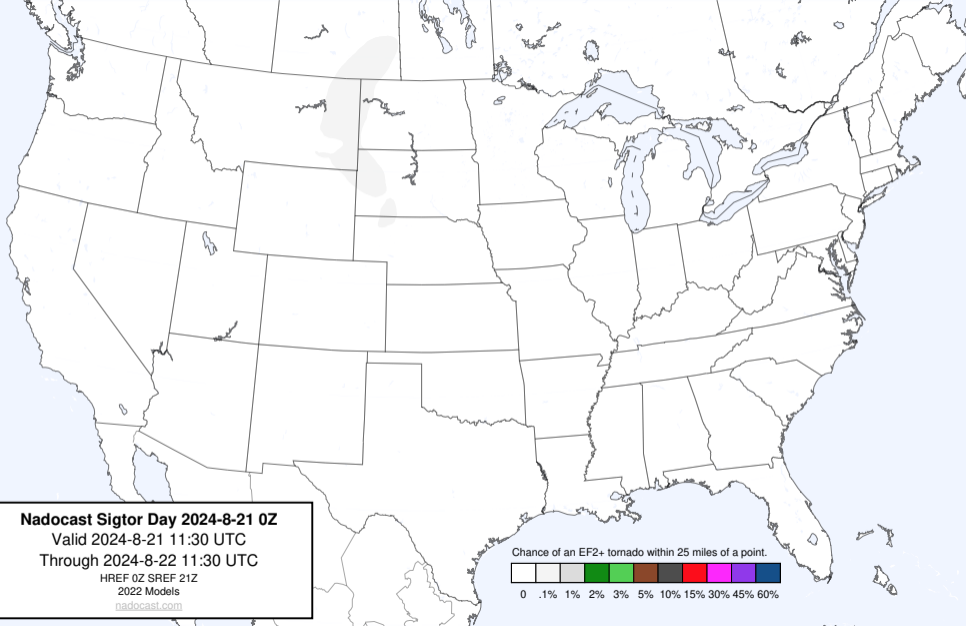 Nadocast Sigtor Day 2024-8-21 0Z
Valid 2024-8-21 11:30 UTC
Through 2024-8-22 11:30 UTC
HREF 0Z SREF 21Z
2022 Models
nadocast.com
Chance of an EF2+ tornado within 25 miles of a point.
0 .1% 1% 2% 3% 5% 10% 15% 30% 45% 60%